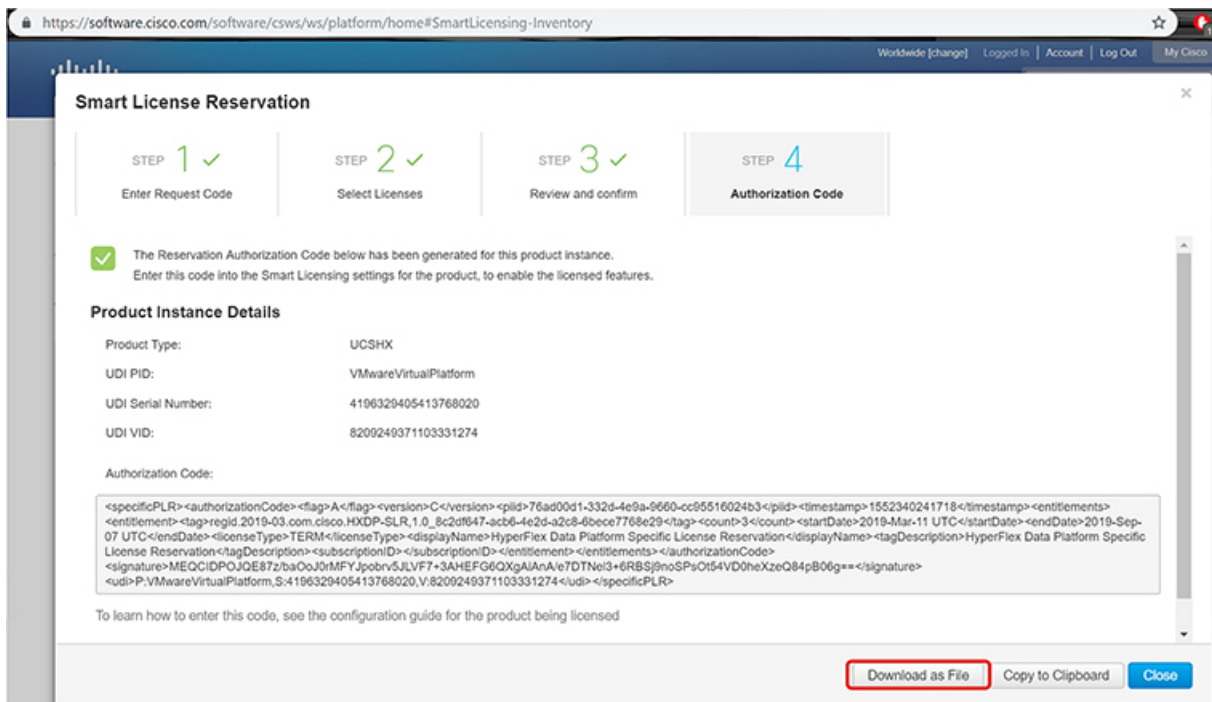 https://software.cisco.com/software/csws/ws/platform/home#SmartLicensing-Inventory
Worldwide [change] Logged In | Account | Log Out My Cisco
Smart License Reservation
STEP 1 STEP 2 STEP 3 STEP 4
Enter Request Code Select Licenses Review and confirm Authorization Code
The Reservation Authorization Code below has been generated for this product instance.
Enter this code into the Smart Licensing settings for the product, to enable the licensed features.
Product Instance Details
Product Type: UCSHX
UDI PID: VMwareVirtualPlatform
UDI Serial Number: 4196329405413768020
UDI VID: 8209249371103331274
Authorization Code:
<specificPLR><authorizationCode><flag>A</flag><version>C</version><piid>76ad00d1-332d-4e9a-9660-cc95516024b3</piid><timestamp>1552340241718</timestamp><entitlements>
<entitlement><tag>regid.2019-03.com.cisco.HXDP-SLR,1.0_8c2df647-acb6-4e2d-a2c8-6bece7768e29</tag><count>3</count><startDate>2019-Mar-11 UTC</startDate><endDate>2019-Sep-
07 UTC</endDate><licenseType>TERM</licenseType><displayName>HyperFlex Data Platform Specific License Reservation</displayName><tagDescription>HyperFlex Data Platform Specific
License Reservation</tagDescription><subscriptionID></subscriptionID></entitlement></entitlements></authorizationCode>
<signature>MEQCIDPOJQE87z/baOoJ0rMFYJpobrv5JLVF7+3AHEFG6QXgAiAnA/e7DTNel3+6RBSj9noSPsOt54VD0heXzeQ84pB06g==</signature>
<udi>P:VMwareVirtualPlatform,S:4196329405413768020,V:8209249371103331274</udi></specificPLR>
To learn how to enter this code, see the configuration guide for the product being licensed
Download as File Copy to Clipboard Close